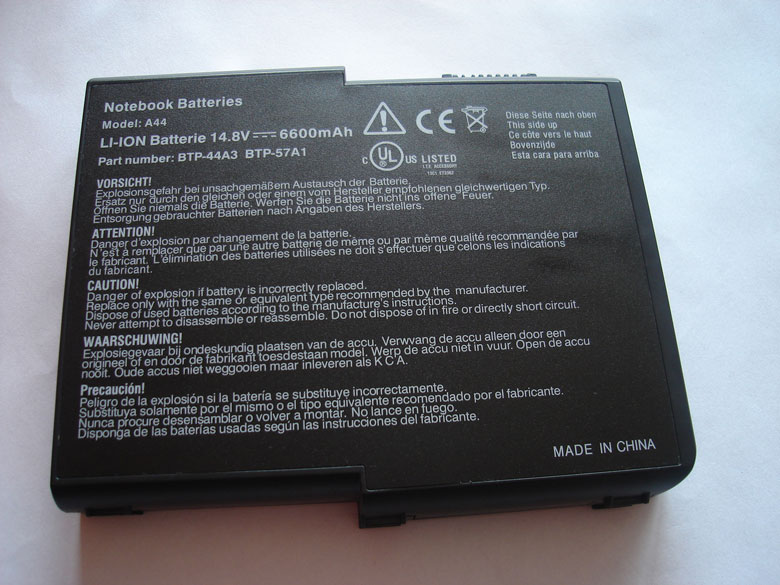 Notebook Batteries
Model: A44
LI-ION Batterie 14.8V 6600mAh
Part number: BTP-44A3 BTP-57A1
CE
C UL US LISTED
I.T.E. ACCESSORY
Diese Seite nach oben
This side up
Ce côté vers le haut
Bovenzijde
Esta cara para arriba
VORSICHT!
Explosionsgefahr bei unsachgemäßem Austausch der Batterie.
Ersatz nur durch den gleichen oder einem vom Hersteller empfohlenen gleichwertigen Typ.
Öffnen Sie niemals die Batterie. Werfen Sie die Batterie nicht ins offene Feuer.
Entsorgung gebrauchter Batterien nach Angaben des Herstellers.
ATTENTION!
Danger d'explosion par changement de la batterie.
N'est à remplacer que par une autre batterie de même ou par même qualité recommandée par
le fabricant. L'élimination des batteries utilisées ne doit s'effectuer que celons les indications
du fabricant.
CAUTION!
Danger of explosion if battery is incorrectly replaced.
Replace only with the same or equivalent type recommended by the manufacturer.
Dispose of used batteries according to the manufacture's instructions.
Never attempt to disassemble or reassemble. Do not dispose of in fire or directly short circuit.
WAARSCHUWING!
Explosiegevaar bij ondeskundig plaatsen van de accu. Verwvang de accu alleen door een
origineel of en door de fabrikant toesdestaan model. Werp de accu niet in vuur. Open de accu
nooit. Oude accus niet weggooien maar inleveren als K C A.
Precaución!
Peligro de la explosión si la batería se substituye incorrectamente.
Substituya solamente por el mismo o el tipo equivalente recomendado por el fabricante.
Nunca procure desensamblar o volver a montar. No lance en fuego.
Disponga de las baterías usadas según las instrucciones del fabricante.
MADE IN CHINA